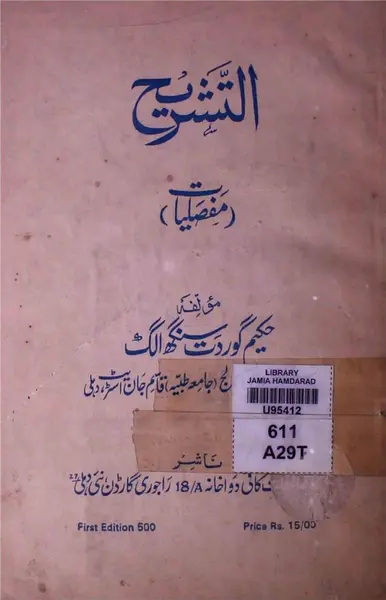 التشریح
(مفصلیات)
مؤلفہ
حکیم گوردت سنگھ الگ
(جامعہ طبیہ) قاسم جان اسٹریٹ دہلی
LIBRARY
JAMIA HAMDARAD
U95412
611
A29T
ناشر
دواخانہ 18/A راجوری گارڈن نئی دہلی
First Edition 500
Price Rs. 15/00